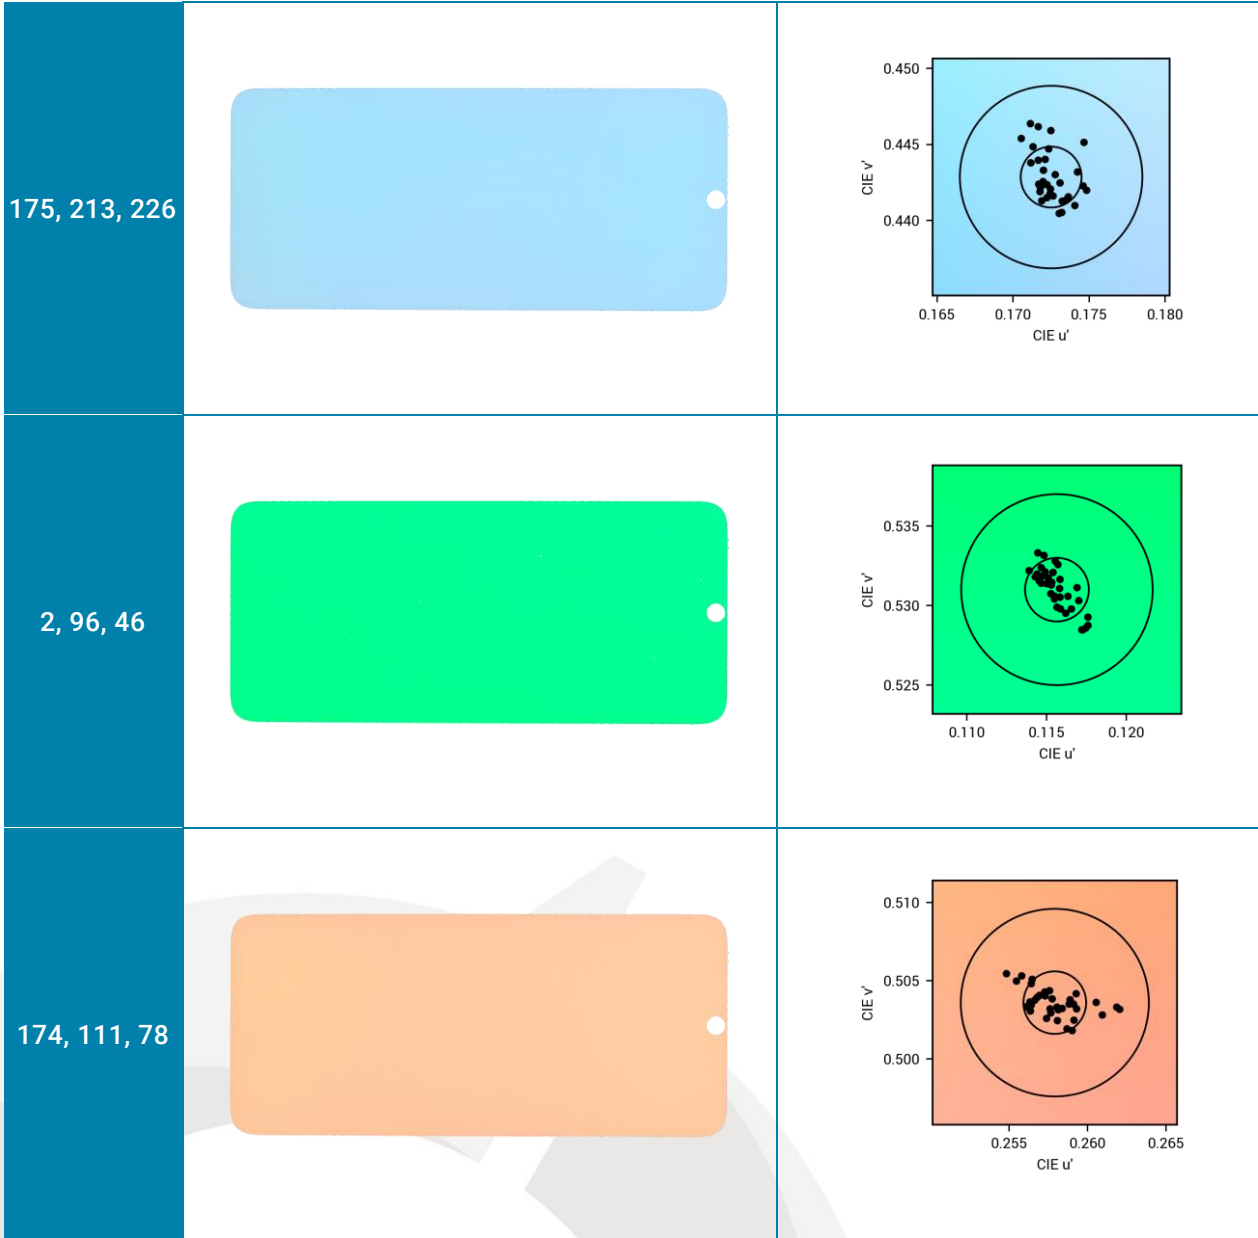 175, 213, 226
0.450
0.445
0.440
CIE v'
0.165 0.170 0.175 0.180
CIE u'
2, 96, 46
0.535
0.530
0.525
CIE v'
0.110 0.115 0.120
CIE u'
174, 111, 78
0.510
0.505
0.500
CIE v'
0.255 0.260 0.265
CIE u'